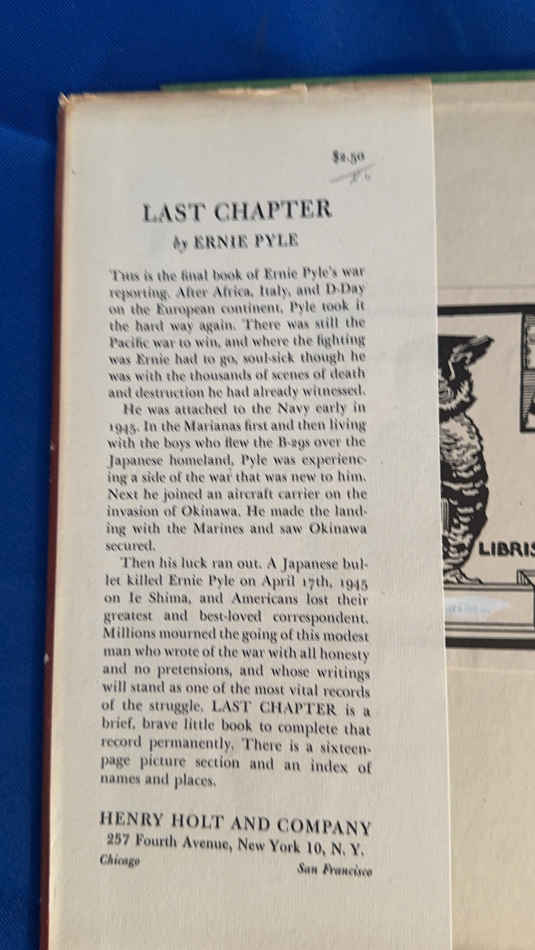 $2.50
LAST CHAPTER
by ERNIE PYLE
This is the final book of Ernie Pyle's war
reporting. After Africa, Italy, and D-Day
on the European continent, Pyle took it
the hard way again. There was still the
Pacific war to win, and where the fighting
was Ernie had to go, soul-sick though he
was with the thousands of scenes of death
and destruction he had already witnessed.
He was attached to the Navy early in
1945. In the Marianas first and then living
with the boys who flew the B-29s over the
Japanese homeland, Pyle was experienc-
ing a side of the war that was new to him.
Next he joined an aircraft carrier on the
invasion of Okinawa. He made the land-
ing with the Marines and saw Okinawa
secured.
Then his luck ran out. A Japanese bul-
let killed Ernie Pyle on April 17th, 1945
on Ie Shima, and Americans lost their
greatest and best-loved correspondent.
Millions mourned the going of this modest
man who wrote of the war with all honesty
and no pretensions, and whose writings
will stand as one of the most vital records
of the struggle. LAST CHAPTER is a
brief, brave little book to complete that
record permanently. There is a sixteen-
page picture section and an index of
names and places.
HENRY HOLT AND COMPANY
257 Fourth Avenue, New York 10, N. Y.
Chicago San Francisco
LIBRIS